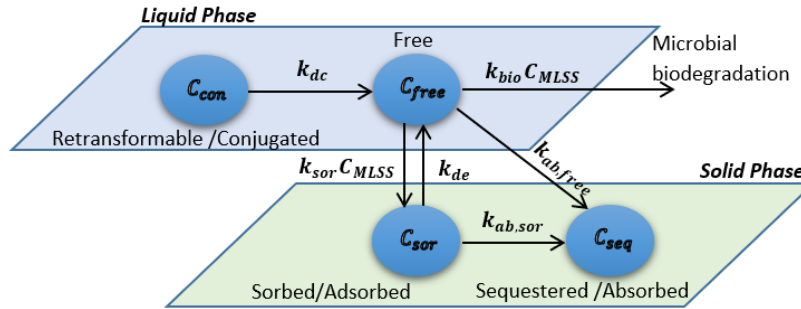 Liquid Phase
Free
Microbial
biodegradation
k_dc
k_bio C_MLSS
ℂ_con
ℂ_free
Retransformable /Conjugated
k_sor C_MLSS
k_de
k_ab,free
Solid Phase
k_ab,sor
ℂ_sor
ℂ_seq
Sorbed/Adsorbed
Sequestered /Absorbed